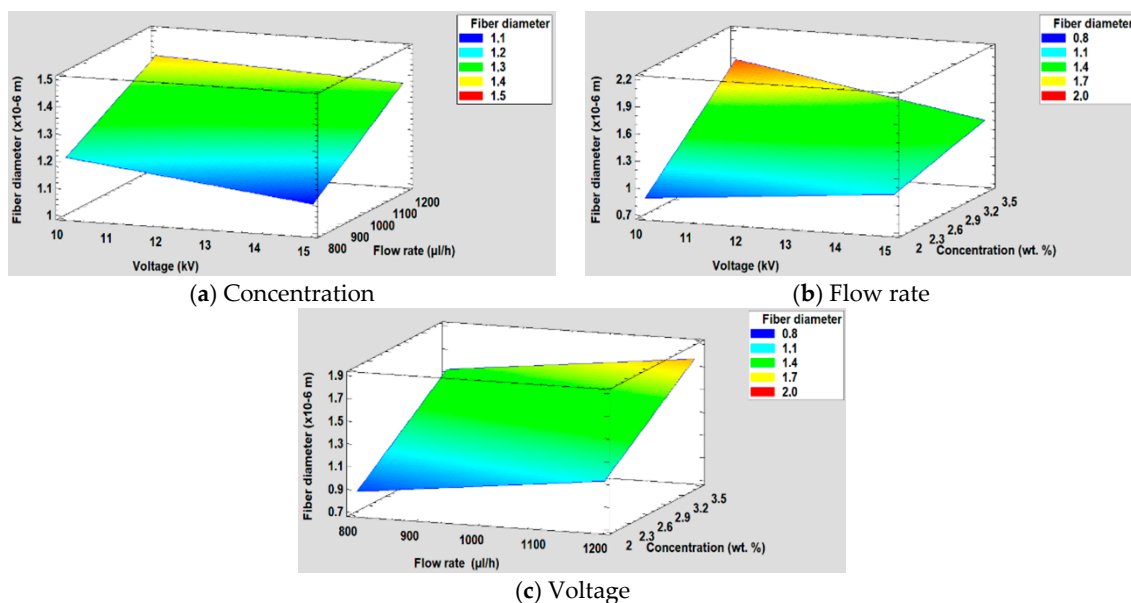 Fiber diameter
1.1
1.2
1.3
1.4
1.5
Fiber diameter (x10-6 m)
1.5
1.4
1.3
1.2
1.1
1
10 11 12 13 14 15
Voltage (kV)
800 900 1000 1100 1200
Flow rate (µl/h)
(a) Concentration
Fiber diameter
0.8
1.1
1.4
1.7
2.0
Fiber diameter (x10-6 m)
2.2
1.9
1.6
1.3
1
0.7
10 11 12 13 14 15
Voltage (kV)
2 2.3 2.6 2.9 3.2 3.5
Concentration (wt. %)
(b) Flow rate
Fiber diameter
0.8
1.1
1.4
1.7
2.0
Fiber diameter (x10-6 m)
1.9
1.7
1.5
1.3
1.1
0.9
0.7
800 900 1000 1100 1200
Flow rate (µl/h)
2 2.3 2.6 2.9 3.2 3.5
Concentration (wt. %)
(c) Voltage